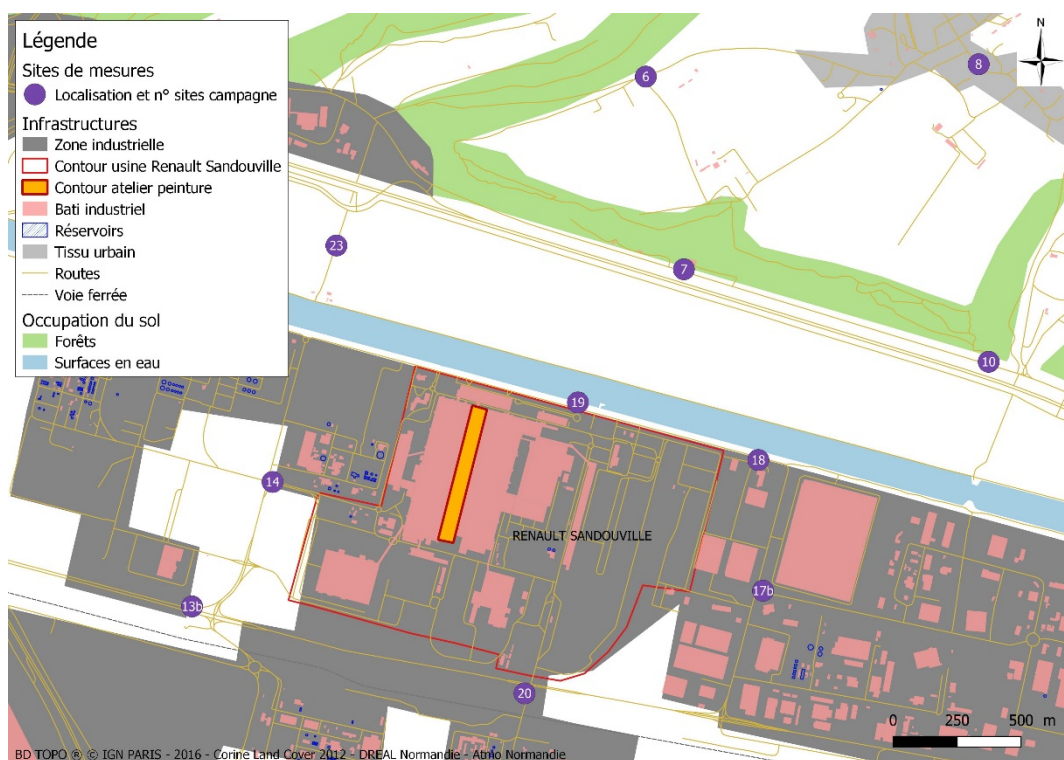 Légende
Sites de mesures
Localisation et n° sites campagne
Infrastructures
Zone industrielle
Contour usine Renault Sandouville
Contour atelier peinture
Bati industriel
Réservoirs
Tissu urbain
Routes
Voie ferrée
Occupation du sol
Forêts
Surfaces en eau
N
6
8
23
7
10
19
18
14
RENAULT SANDOUVILLE
17b
13b
20
0 250 500 m
BD TOPO ® © IGN PARIS - 2016 - Corine Land Cover 2012 - DREAL Normandie - Atmo Normandie